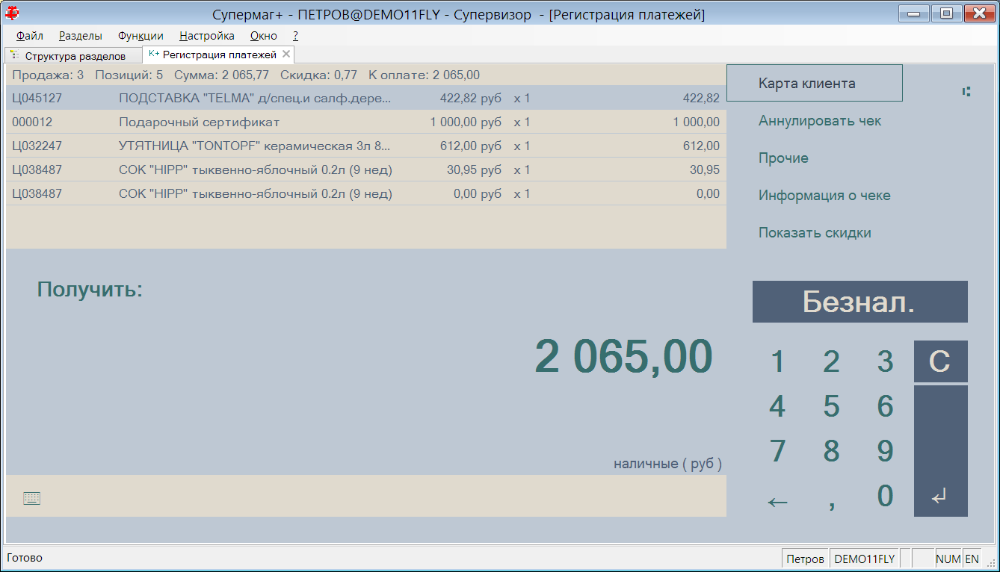 Супермаг+ - ПЕТРОВ@DEMO11FLY - Супервизор - [Регистрация платежей]
Файл Разделы Функции Настройка Окно ?
Структура разделов K+ Регистрация платежей
Продажа: 3 Позиций: 5 Сумма: 2 065,77 Скидка: 0,77 К оплате: 2 065,00
Ц045127 ПОДСТАВКА "TELMA" д/спец.и салф.дере... 422,82 руб x 1 422,82
000012 Подарочный сертификат 1 000,00 руб x 1 1 000,00
Ц032247 УТЯТНИЦА "TONTOPF" керамическая 3л 8... 612,00 руб x 1 612,00
Ц038487 СОК "HIPP" тыквенно-яблочный 0.2л (9 нед) 30,95 руб x 1 30,95
Ц038487 СОК "HIPP" тыквенно-яблочный 0.2л (9 нед) 0,00 руб x 1 0,00
Карта клиента
Аннулировать чек
Прочие
Информация о чеке
Показать скидки
Получить:
2 065,00
наличные ( руб )
Безнал.
1 2 3 C
4 5 6
7 8 9
← , 0 ↵
Готово Петров DEMO11FLY NUM EN